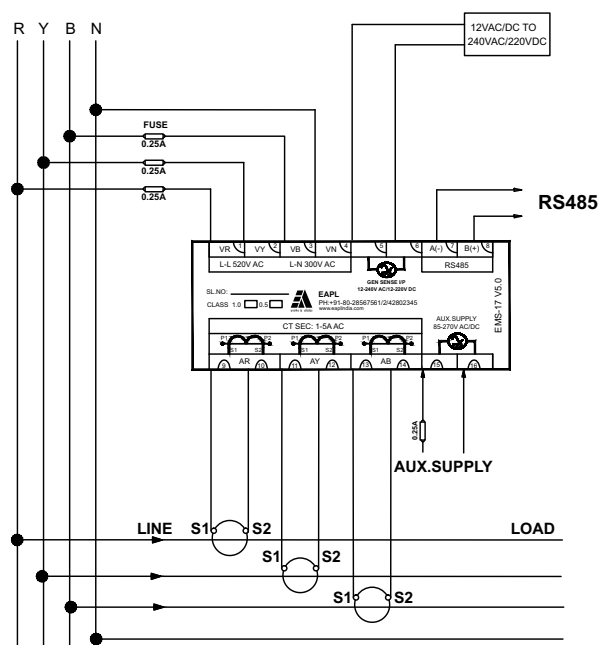 R Y B N
12VAC/DC TO
240VAC/220VDC
FUSE
0.25A
0.25A
0.25A
RS485
VR 1 VY 2 VB 3 VN 4 5 6 A(-) 7 B(+) 8
L-L 520V AC L-N 300V AC RS485
GEN SENSE I/P
12-240V AC/12-220V DC
SL.NO:
CLASS 1.0 0.5
EAPL
PH:+91-80-28567561/2/42802345
www.eaplindia.com
EMS-17 V5.0
AUX.SUPPLY
85-270V AC/DC
CT SEC: 1-5A AC
P1 P2 P1 P2 P1 P2
S1 S2 S1 S2 S1 S2
9 AR 10 11 AY 12 13 AB 14 15 16
0.25A
AUX.SUPPLY
LINE S1 S2 LOAD
S1 S2
S1 S2